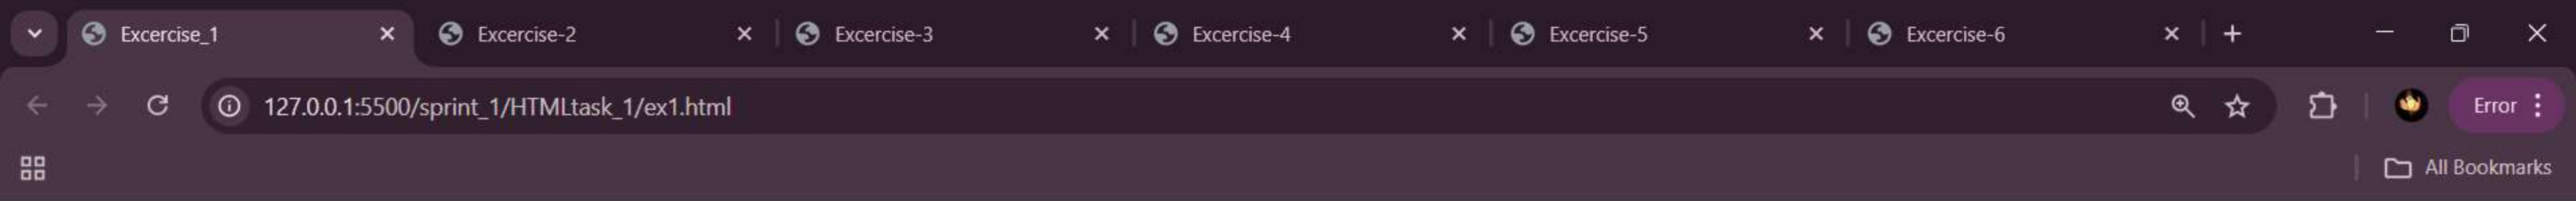 Excercise_1 Excercise-2 Excercise-3 Excercise-4 Excercise-5 Excercise-6
127.0.0.1:5500/sprint_1/HTMLtask_1/ex1.html Error
All Bookmarks